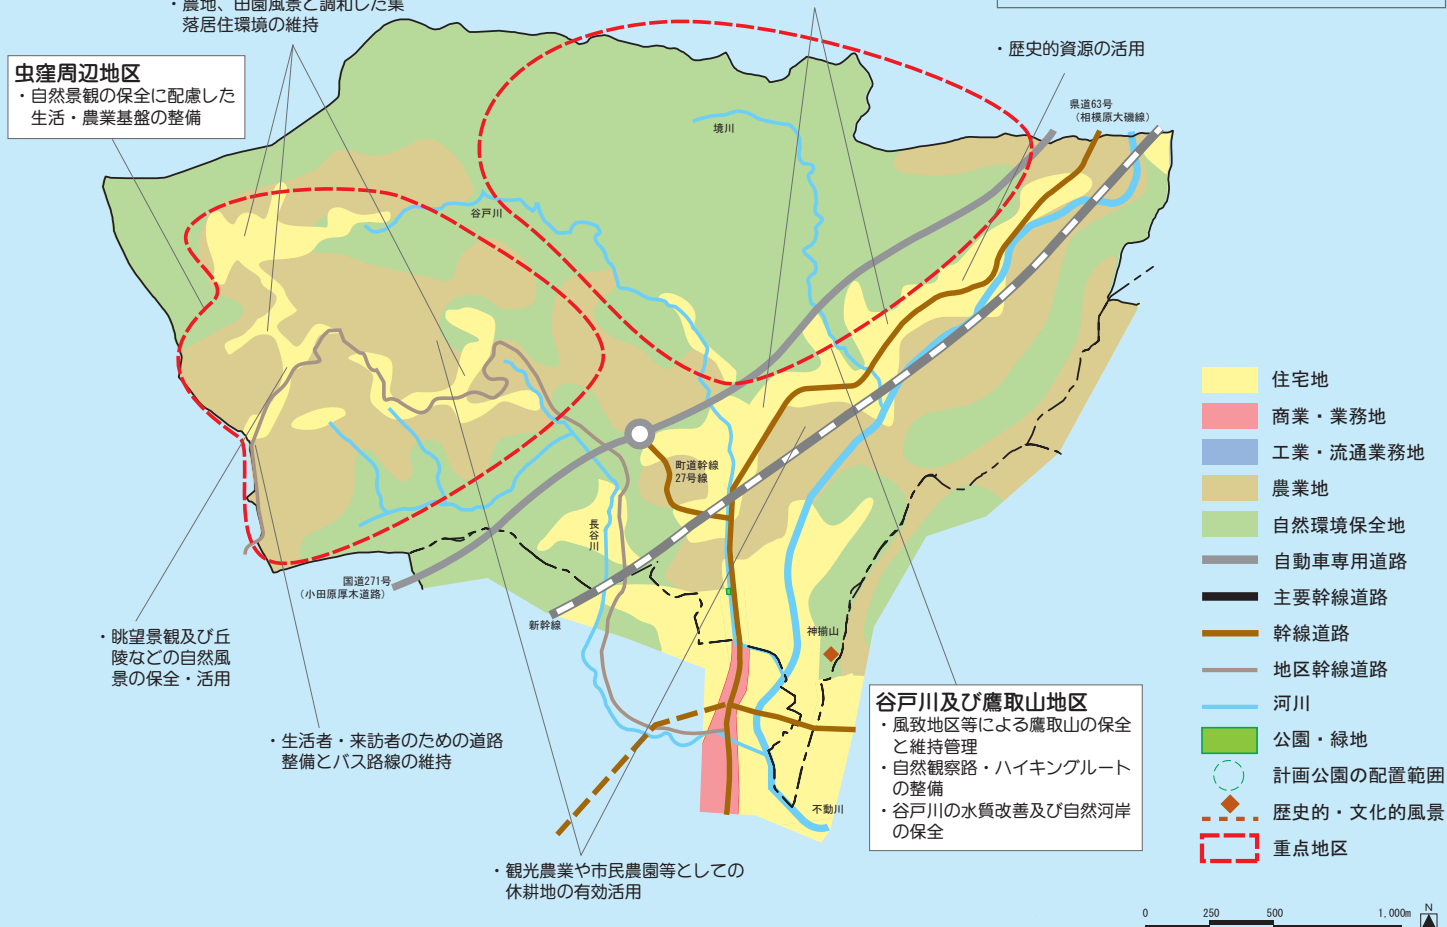 ・農地、田園風景と調和した集
落居住環境の維持
虫窪周辺地区
・自然景観の保全に配慮した
生活・農業基盤の整備
・歴史的資源の活用
県道63号
（相模原大磯線）
境川
谷戸川
町道幹線
27号線
長谷川
国道271号
（小田原厚木道路）
新幹線
神揃山
不動川
・眺望景観及び丘
陵などの自然風
景の保全・活用
・生活者・来訪者のための道路
整備とバス路線の維持
・観光農業や市民農園等としての
休耕地の有効活用
谷戸川及び鷹取山地区
・風致地区等による鷹取山の保全
と維持管理
・自然観察路・ハイキングルート
の整備
・谷戸川の水質改善及び自然河岸
の保全
住宅地
商業・業務地
工業・流通業務地
農業地
自然環境保全地
自動車専用道路
主要幹線道路
幹線道路
地区幹線道路
河川
公園・緑地
計画公園の配置範囲
歴史的・文化的風景
重点地区
0 250 500 1,000m
N